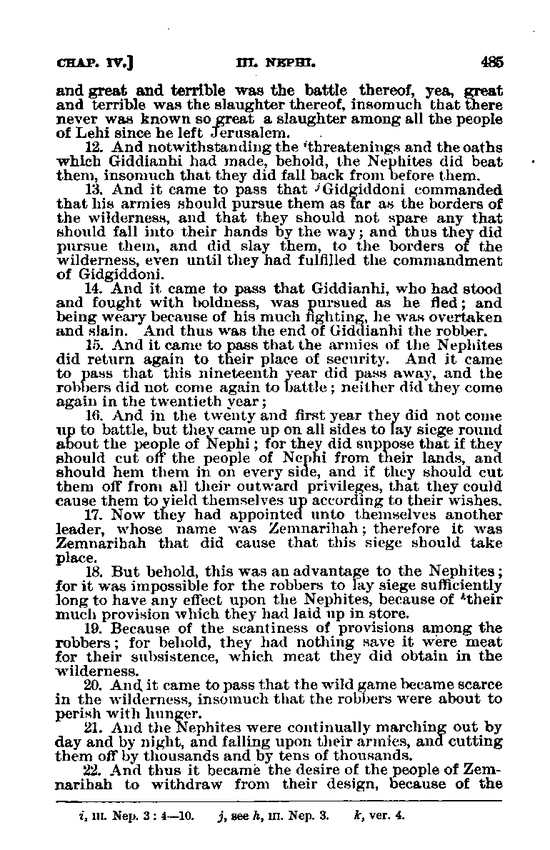 CHAP. IV.] III. NEPHI. 485
and great and terrible was the battle thereof, yea, great
and terrible was the slaughter thereof, insomuch that there
never was known so great a slaughter among all the people
of Lehi since he left Jerusalem.
12. And notwithstanding the ⁱthreatenings and the oaths
which Giddianhi had made, behold, the Nephites did beat
them, insomuch that they did fall back from before them.
13. And it came to pass that ʲGidgiddoni commanded
that his armies should pursue them as far as the borders of
the wilderness, and that they should not spare any that
should fall into their hands by the way; and thus they did
pursue them, and did slay them, to the borders of the
wilderness, even until they had fulfilled the commandment
of Gidgiddoni.
14. And it came to pass that Giddianhi, who had stood
and fought with boldness, was pursued as he fled; and
being weary because of his much fighting, he was overtaken
and slain. And thus was the end of Giddianhi the robber.
15. And it came to pass that the armies of the Nephites
did return again to their place of security. And it came
to pass that this nineteenth year did pass away, and the
robbers did not come again to battle; neither did they come
again in the twentieth year;
16. And in the twenty and first year they did not come
up to battle, but they came up on all sides to lay siege round
about the people of Nephi; for they did suppose that if they
should cut off the people of Nephi from their lands, and
should hem them in on every side, and if they should cut
them off from all their outward privileges, that they could
cause them to yield themselves up according to their wishes.
17. Now they had appointed unto themselves another
leader, whose name was Zemnarihah; therefore it was
Zemnarihah that did cause that this siege should take
place.
18. But behold, this was an advantage to the Nephites;
for it was impossible for the robbers to lay siege sufficiently
long to have any effect upon the Nephites, because of ᵏtheir
much provision which they had laid up in store.
19. Because of the scantiness of provisions among the
robbers; for behold, they had nothing save it were meat
for their subsistence, which meat they did obtain in the
wilderness.
20. And it came to pass that the wild game became scarce
in the wilderness, insomuch that the robbers were about to
perish with hunger.
21. And the Nephites were continually marching out by
day and by night, and falling upon their armies, and cutting
them off by thousands and by tens of thousands.
22. And thus it became the desire of the people of Zem-
narihah to withdraw from their design, because of the
i, III. Nep. 3 : 4—10. j, see h, III. Nep. 3. k, ver. 4.